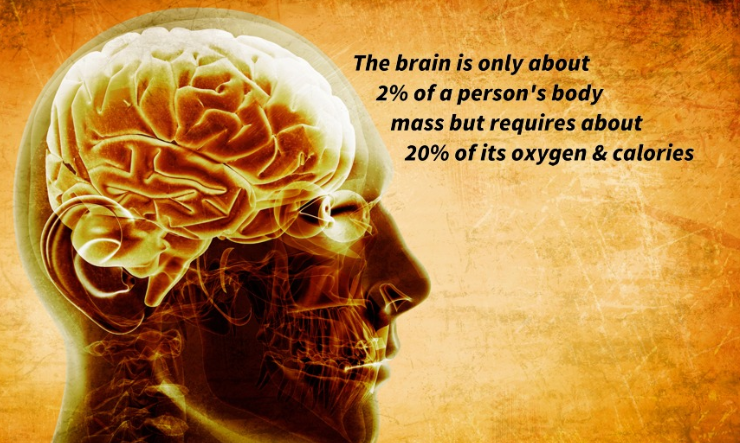 The brain is only about
2% of a person's body
mass but requires about
20% of its oxygen & calories